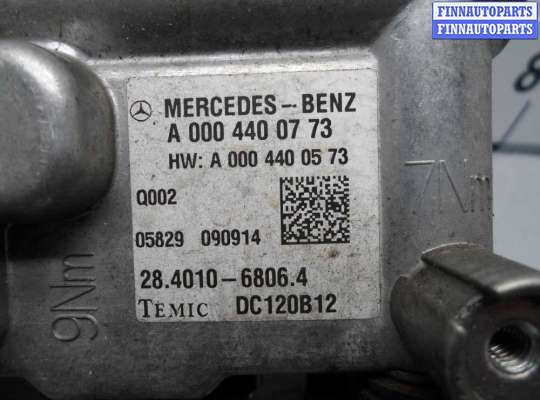 FINNAUTOPARTS
FINNAUTOPARTS
MERCEDES-BENZ
A 000 440 07 73
HW: A 000 440 05 73
Q002
05829 090914
28.4010-6806.4
TEMIC DC120B12
9Nm
7Nm
8